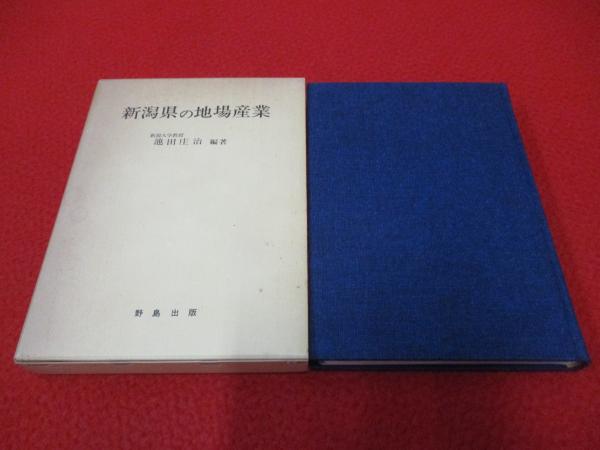 新潟県の地場産業
新潟大学教授
池田庄治 編著
野島出版